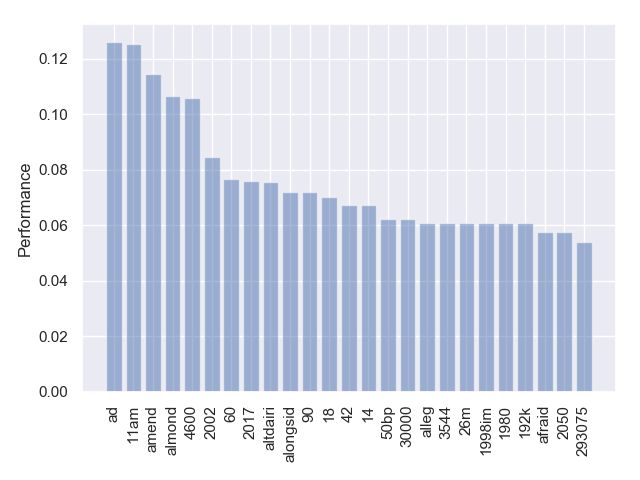 0.12
0.10
0.08
0.06
0.04
0.02
0.00
Performance
ad
11am
amend
almond
4600
2002
60
2017
altdairi
alongsid
90
18
42
14
50bp
30000
alleg
3544
26m
1998im
1980
192k
afraid
2050
293075